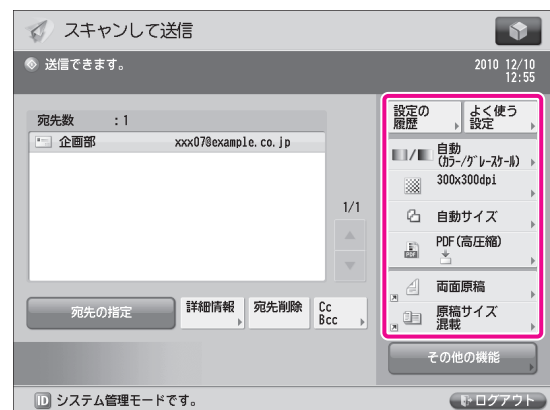 スキャンして送信
送信できます。
2010 12/10
12:55
宛先数 :1
企画部 xxx07@example.co.jp
1/1
宛先の指定
詳細情報
宛先削除
Cc
Bcc
設定の
履歴
よく使う
設定
自動
(カラー/グレースケール)
300x300dpi
自動サイズ
PDF(高圧縮)
両面原稿
原稿サイズ
混載
その他の機能
ID システム管理モードです。
ログアウト